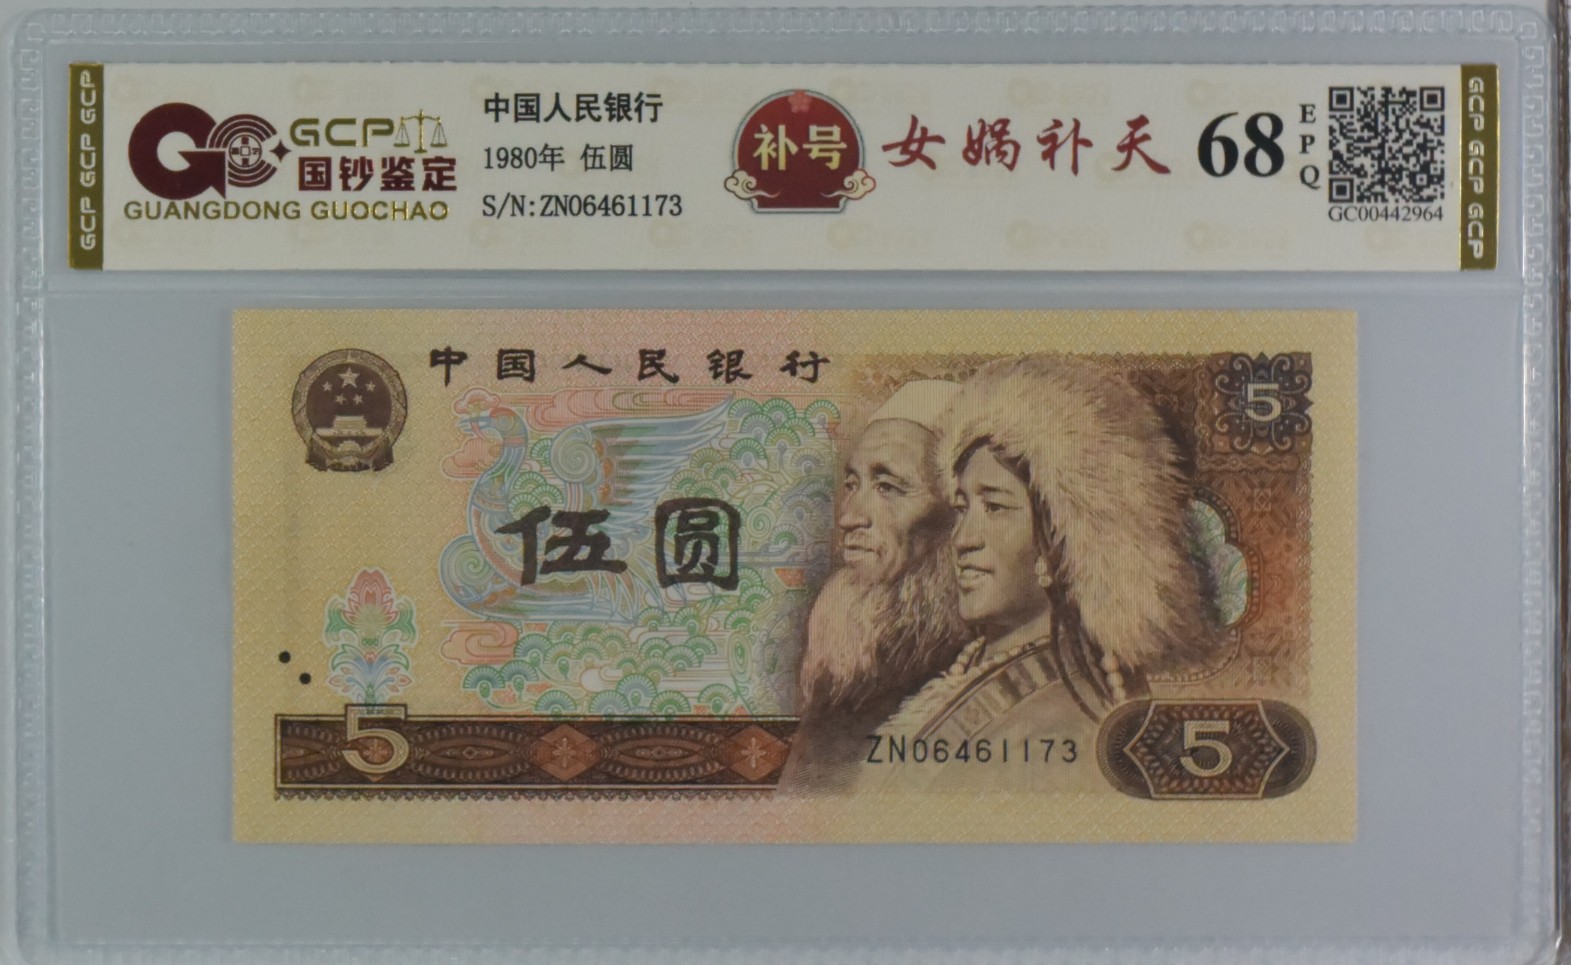 GCP GCP GCP
GCP
国钞鉴定
GUANGDONG GUOCHAO
中国人民银行
1980年 伍圆
S/N:ZN06461173
补号
女娲补天
68
EPQ
GC00442964
GCP GCP GCP
中国人民银行
5
伍圆
5
ZN06461173
5